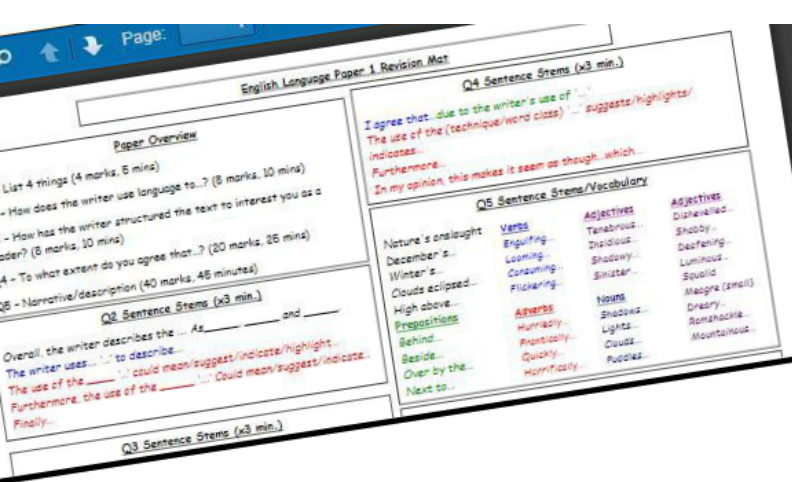 Page:
English Language Paper 1 Revision Mat
Paper Overview
- List 4 things (4 marks, 5 mins)
- How does the writer use language to...? (8 marks, 10 mins)
- How has the writer structured the text to interest you as a
ader? (8 marks, 10 mins)
4 - To what extent do you agree that...? (20 marks, 25 mins)
Q5 - Narrative/description (40 marks, 45 minutes)
Q2 Sentence Stems (x3 min.)
Overall, the writer describes the ... As______, ______ and ______.
The writer uses... '...' to describe...
The use of the _____ '...' could mean/suggest/indicate/highlight...
Furthermore, the use of the ______ '...' Could mean/suggest/indicate...
Finally...
Q3 Sentence Stems (x3 min.)
Q4 Sentence Stems (x3 min.)
I agree that...due to the writer's use of '...'
The use of the (technique/word class) '...' suggests/highlights/
indicates...
Furthermore...
In my opinion, this makes it seem as though...which...
Q5 Sentence Stems/Vocabulary
Nature's onslaught
December's...
Winter's...
Clouds eclipsed...
High above...
Prepositions
Behind...
Beside...
Over by the...
Next to...
Verbs
Engulfing...
Looming...
Consuming...
Flickering...
Adverbs
Hurriedly...
Frantically...
Quickly...
Horrifically...
Adjectives
Tenebrous...
Insidious...
Shadowy...
Sinister...
Nouns
Shadows...
Lights...
Clouds...
Puddles...
Adjectives
Dishevelled...
Shabby...
Deafening...
Luminous...
Squalid
Meagre (small)
Dreary...
Ramshackle...
Mountainous...